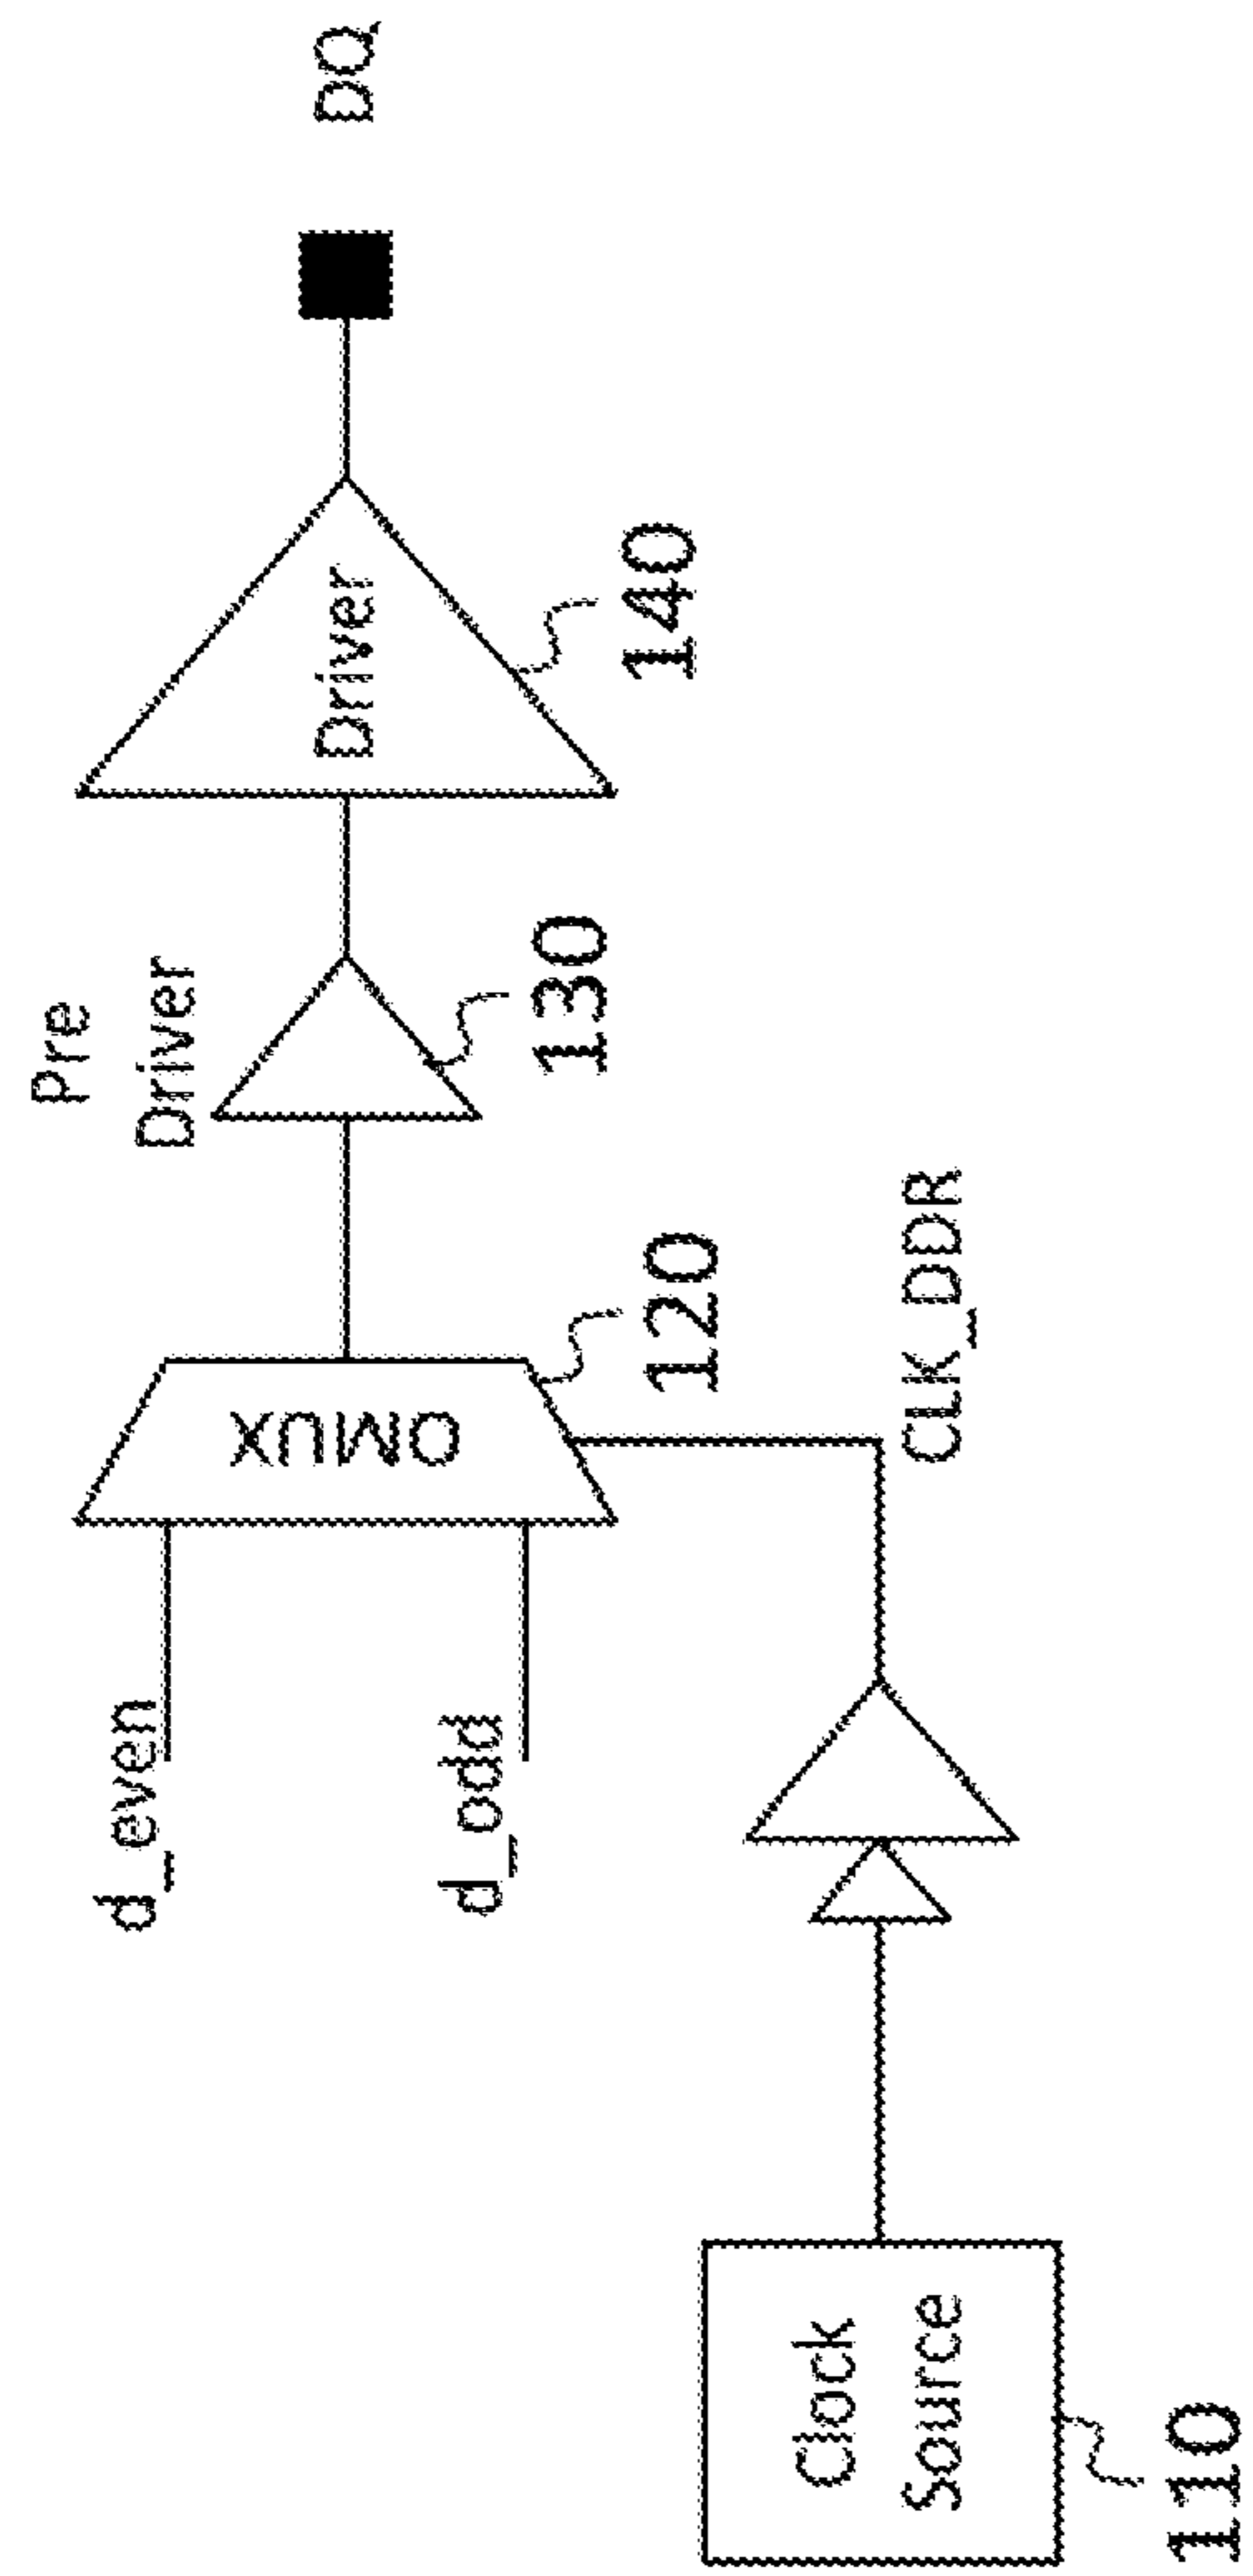 Pre
Driver
d_even
d_odd
OMUX
Driver
DQ
120
130
140
CLK_DDR
Clock
Source
110